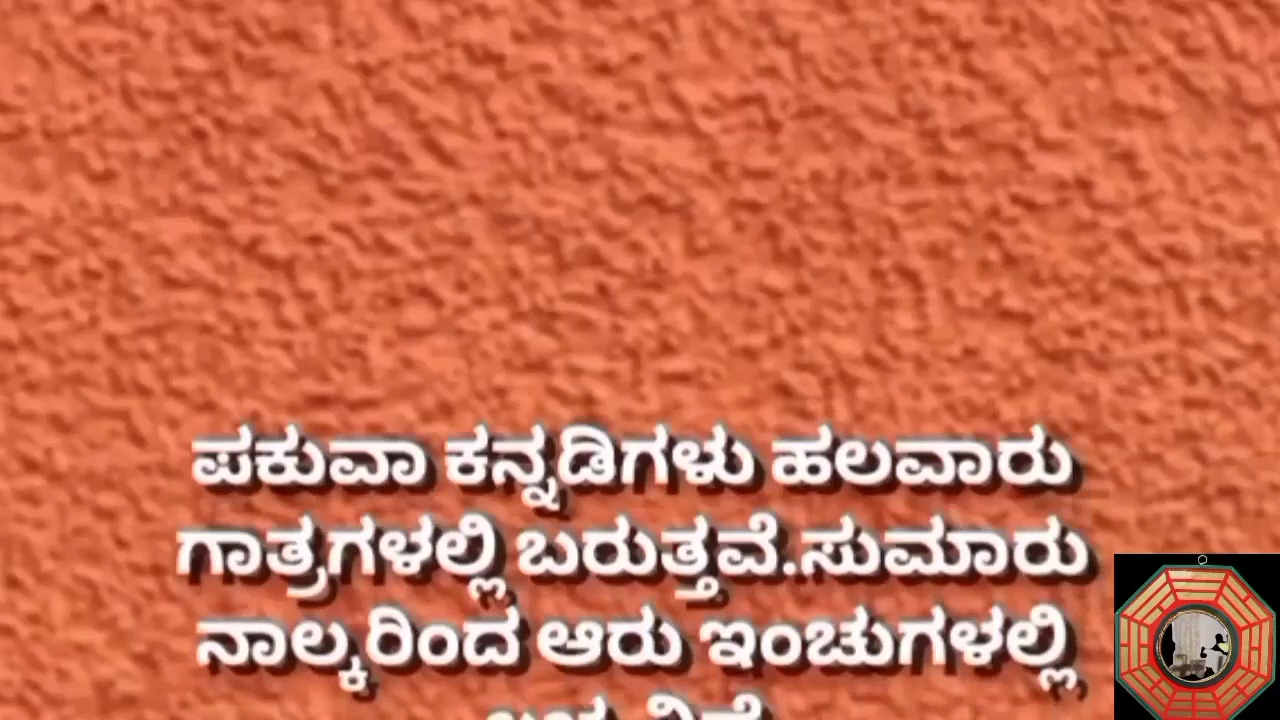 ಪಕುವಾ ಕನ್ನಡಿಗಳು ಹಲವಾರು
ಗಾತ್ರಗಳಲ್ಲಿ ಬರುತ್ತವೆ.ಸುಮಾರು
ನಾಲ್ಕರಿಂದ ಆರು ಇಂಚುಗಳಲ್ಲಿ